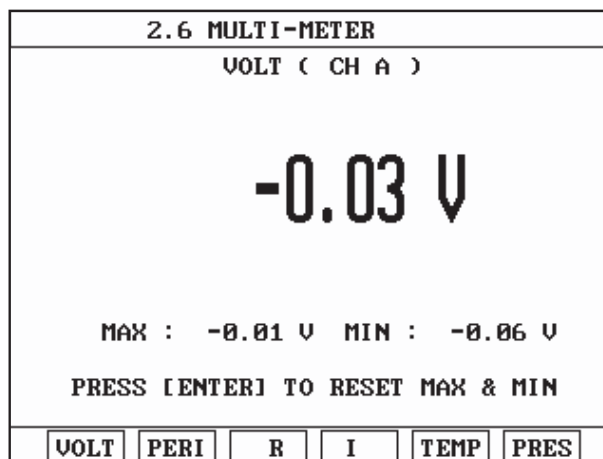 2.6 MULTI-METER
VOLT ( CH A )
-0.03 V
MAX : -0.01 V MIN : -0.06 V
PRESS [ENTER] TO RESET MAX & MIN
VOLT PERI R I TEMP PRES